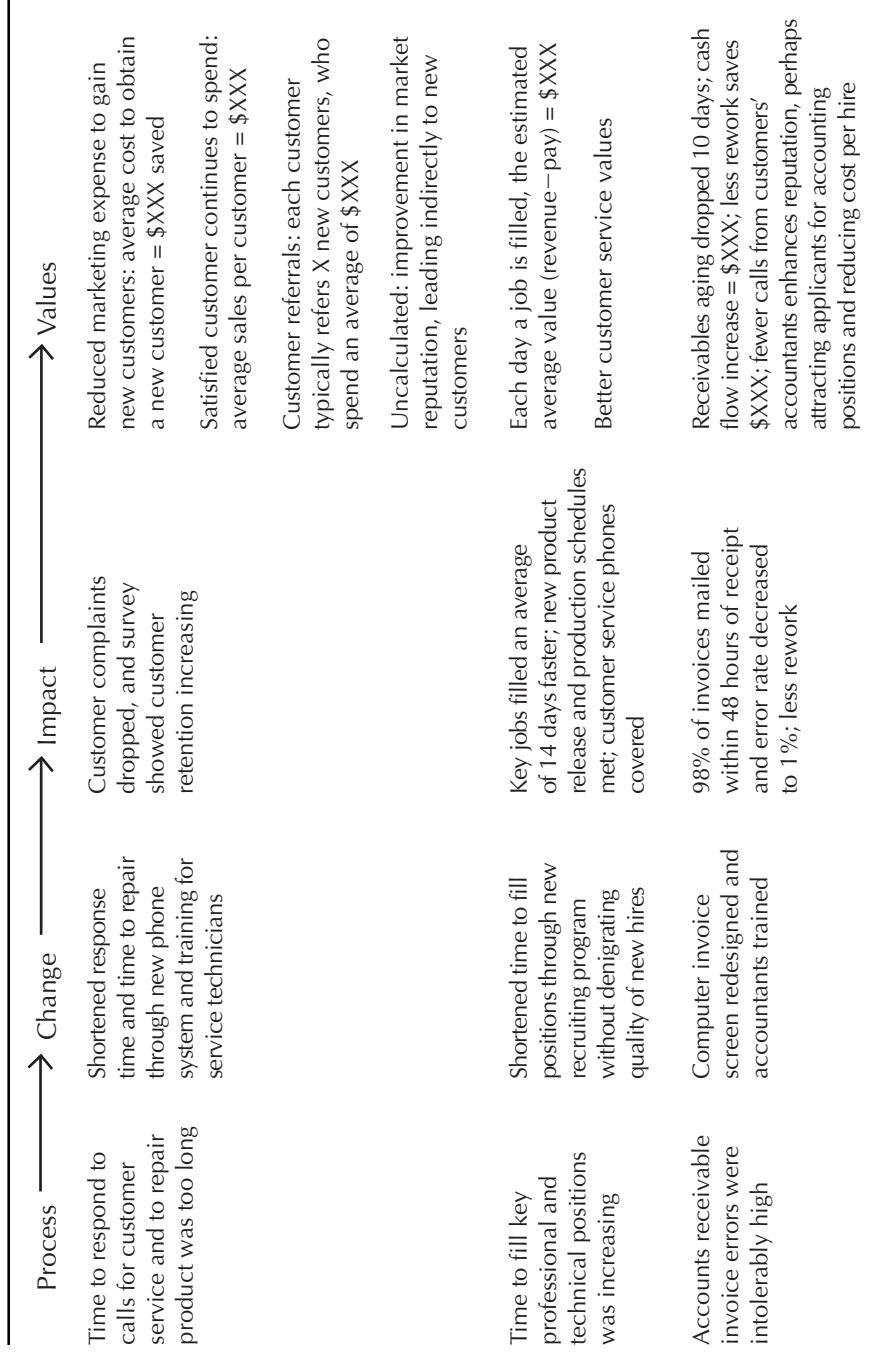 Process Change Impact Values
Time to respond to
calls for customer
service and to repair
product was too long
Shortened response
time and time to repair
through new phone
system and training for
service technicians
Customer complaints
dropped, and survey
showed customer
retention increasing
Reduced marketing expense to gain
new customers: average cost to obtain
a new customer = $XXX saved
Satisfied customer continues to spend:
average sales per customer = $XXX
Customer referrals: each customer
typically refers X new customers, who
spend an average of $XXX
Uncalculated: improvement in market
reputation, leading indirectly to new
customers
Time to fill key
professional and
technical positions
was increasing
Shortened time to fill
positions through new
recruiting program
without denigrating
quality of new hires
Key jobs filled an average
of 14 days faster; new product
release and production schedules
met; customer service phones
covered
Each day a job is filled, the estimated
average value (revenue−pay) = $XXX
Better customer service values
Accounts receivable
invoice errors were
intolerably high
Computer invoice
screen redesigned and
accountants trained
98% of invoices mailed
within 48 hours of receipt
and error rate decreased
to 1%; less rework
Receivables aging dropped 10 days; cash
flow increase = $XXX; less rework saves
$XXX; fewer calls from customers’
accountants enhances reputation, perhaps
attracting applicants for accounting
positions and reducing cost per hire